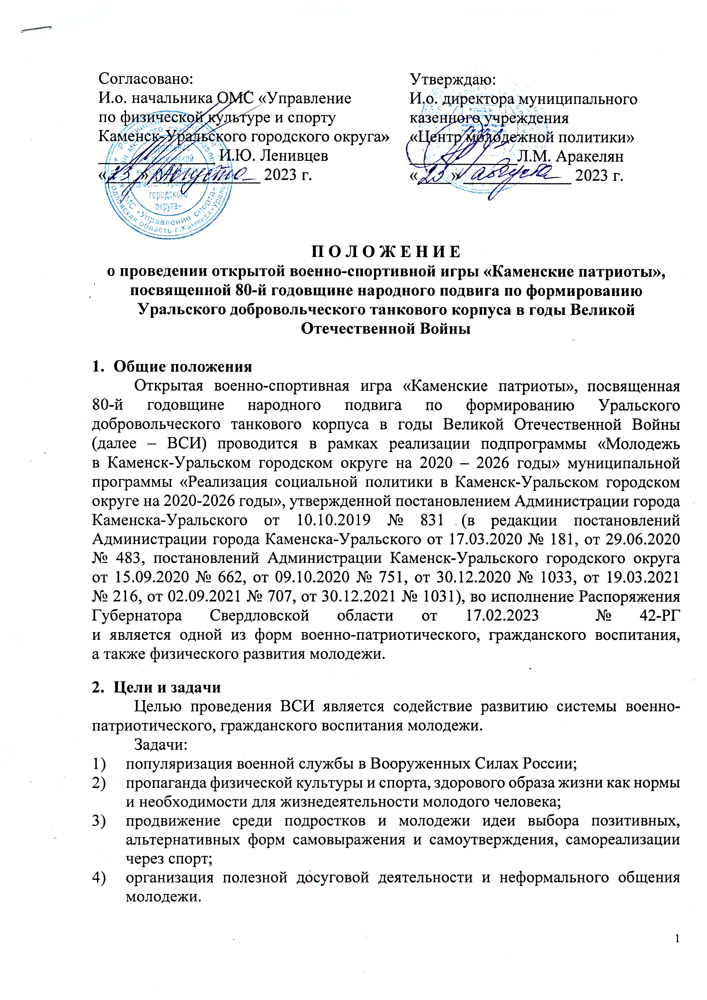 Согласовано:
И.о. начальника ОМС «Управление
по физической культуре и спорту
Каменск-Уральского городского округа»
______________ И.Ю. Ленивцев
«23» августа 2023 г.
Утверждаю:
И.о. директора муниципального
казенного учреждения
«Центр молодежной политики»
_____________Л.М. Аракелян
«23» августа 2023 г.
городского
округа»
ОМС «Управление спорта»
область г.Каменск-Уральский
П О Л О Ж Е Н И Е
о проведении открытой военно-спортивной игры «Каменские патриоты»,
посвященной 80-й годовщине народного подвига по формированию
Уральского добровольческого танкового корпуса в годы Великой
Отечественной Войны
1. Общие положения
Открытая военно-спортивная игра «Каменские патриоты», посвященная
80-й годовщине народного подвига по формированию Уральского
добровольческого танкового корпуса в годы Великой Отечественной Войны
(далее – ВСИ) проводится в рамках реализации подпрограммы «Молодежь
в Каменск-Уральском городском округе на 2020 – 2026 годы» муниципальной
программы «Реализация социальной политики в Каменск-Уральском городском
округе на 2020-2026 годы», утвержденной постановлением Администрации города
Каменска-Уральского от 10.10.2019 № 831 (в редакции постановлений
Администрации города Каменска-Уральского от 17.03.2020 № 181, от 29.06.2020
№ 483, постановлений Администрации Каменск-Уральского городского округа
от 15.09.2020 № 662, от 09.10.2020 № 751, от 30.12.2020 № 1033, от 19.03.2021
№ 216, от 02.09.2021 № 707, от 30.12.2021 № 1031), во исполнение Распоряжения
Губернатора Свердловской области от 17.02.2023 № 42-РГ
и является одной из форм военно-патриотического, гражданского воспитания,
а также физического развития молодежи.
2. Цели и задачи
Целью проведения ВСИ является содействие развитию системы военно-
патриотического, гражданского воспитания молодежи.
Задачи:
1) популяризация военной службы в Вооруженных Силах России;
2) пропаганда физической культуры и спорта, здорового образа жизни как нормы
и необходимости для жизнедеятельности молодого человека;
3) продвижение среди подростков и молодежи идеи выбора позитивных,
альтернативных форм самовыражения и самоутверждения, самореализации
через спорт;
4) организация полезной досуговой деятельности и неформального общения
молодежи.
1